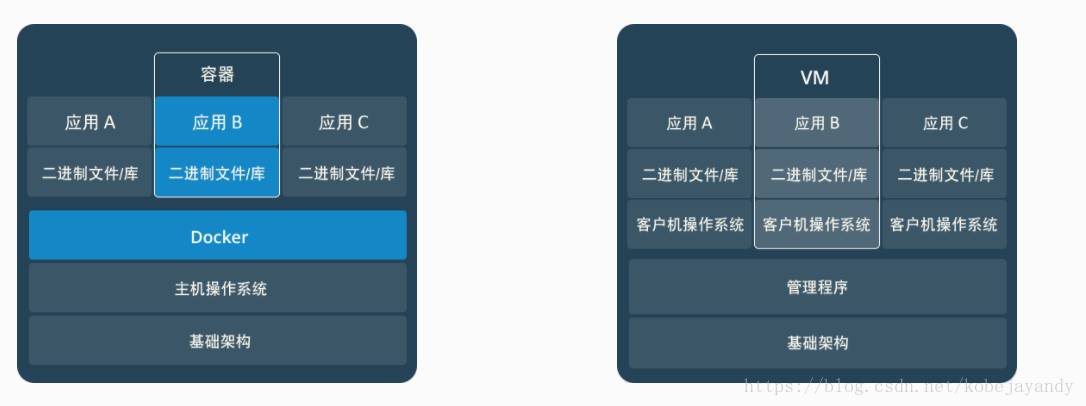 容器
应用 A
应用 B
应用 C
二进制文件/库
二进制文件/库
二进制文件/库
Docker
主机操作系统
基础架构
VM
应用 A
应用 B
应用 C
二进制文件/库
二进制文件/库
二进制文件/库
客户机操作系统
客户机操作系统
客户机操作系统
管理程序
基础架构
https://blog.csdn.net/kobejayandy